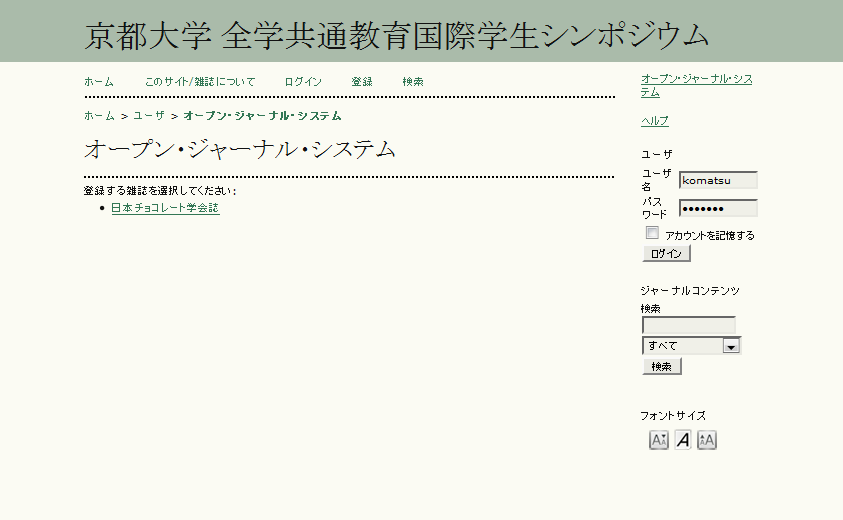 京都大学 全学共通教育国際学生シンポジウム
ホーム このサイト/雑誌について ログイン 登録 検索
ホーム > ユーザ > オープン・ジャーナル・システム
オープン・ジャーナル・システム
登録する雑誌を選択してください:
日本チョコレート学会誌
オープン・ジャーナル・シス
テム
ヘルプ
ユーザ
ユーザ
名
komatsu
パス
ワード
•••••••
アカウントを記憶する
ログイン
ジャーナルコンテンツ
検索
すべて
検索
フォントサイズ
AA A AA